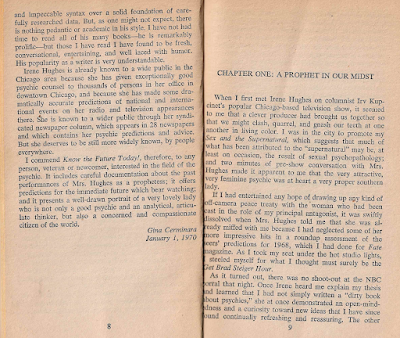 and impeccable syntax over a solid foundation of care-
fully researched data. But, as one might not expect, there
is nothing pedantic or academic in his style. I have not had
time to read all of his many books—he is remarkably
prolific—but those I have read I have found to be fresh,
conversational, entertaining, and well laced with humor.
His popularity as a writer is very understandable.
Irene Hughes is already known to a wide public in the
Chicago area because she has given exceptionally good
psychic counsel to thousands of persons in her office in
downtown Chicago, and because she has made some dra-
matically accurate predictions of national and interna-
tional events on her radio and television appearances
there. She is known to a wider public through her syndi-
cated newspaper column, which appears in 28 newspapers
and which contains her psychic predictions and advice.
But she deserves to be still more widely known, by people
everywhere.
I commend Know the Future Today!, therefore, to any
person, veteran or newcomer, interested in the field of the
psychic. It includes careful documentation about the past
performances of Mrs. Hughes as a prophetess; it offers
predictions for the immediate future which bear watching;
and it presents a well-drawn portrait of a very lovely lady
who is not only a good psychic and an analytical, articu-
late thinker, but also a concerned and compassionate
citizen of the world.
Gina Cerminara
January 1, 1970
8
CHAPTER ONE: A PROPHET IN OUR MIDST
When I first met Irene Hughes on columnist Irv Kup-
cinet's popular Chicago-based television show, it seemed
to me that a clever producer had brought us together so
that we might clash, quarrel, and gnash our teeth at one
another in living color. I was in the city to promote my
Sex and the Supernatural, which suggests that much of
what has been attributed to the "supernatural" may be, at
least on occasion, the result of sexual psychopathology;
and two minutes of pre-show conversation with Mrs.
Hughes made it apparent to me that the very attractive,
very feminine psychic was at heart a very proper southern
lady.
If I had entertained any hope of drawing up any kind of
off-camera peace treaty with the woman who had been
cast in the role of my principal antagonist, it was swiftly
dissolved when Mrs. Hughes told me that she was al-
ready miffed with me because I had neglected some of her
more impressive hits in a roundup assessment of the
seers' predictions for 1968, which I had done for Fate
magazine. As I took my seat under the hot studio lights,
I steeled myself for what I thought must surely be the
Get Brad Steiger Hour.
As it turned out, there was no shoot-out at the NBC
corral that night. Once Irene heard me explain my thesis
and learned that I had not simply written a "dirty book
about psychics," she at once demonstrated an open-mind-
edness and a curiosity toward new ideas that I have since
found continually refreshing and reassuring. The other
9